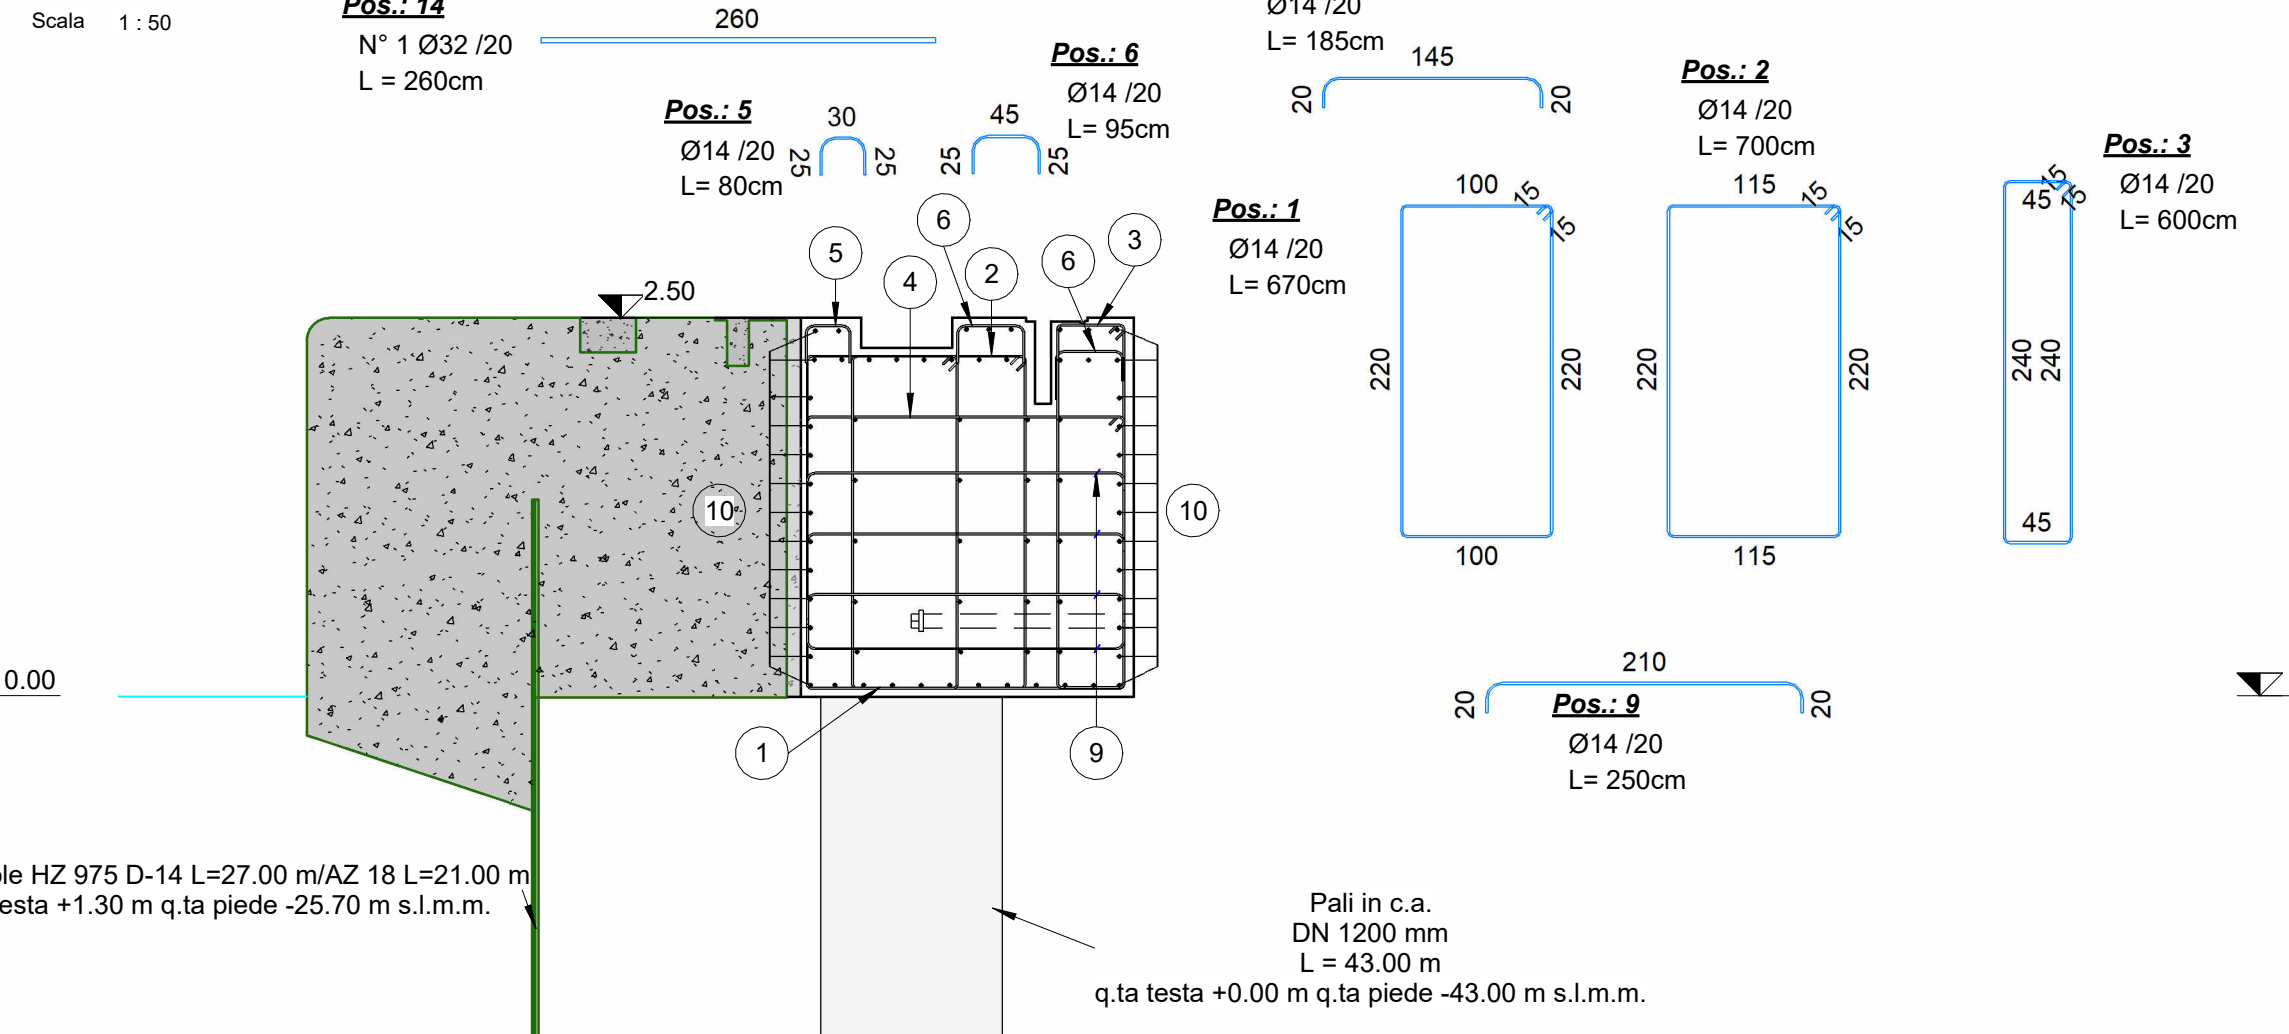 Scala 1 : 50
Pos.: 14
N° 1 Ø32 /20
L = 260cm
260
Pos.: 5
Ø14 /20
L= 80cm
25
30
25
Pos.: 6
Ø14 /20
L= 95cm
25
45
25
Ø14 /20
L= 185cm
20
145
20
Pos.: 2
Ø14 /20
L= 700cm
115
15
15
220
220
115
Pos.: 3
Ø14 /20
L= 600cm
15
15
45
240
240
45
Pos.: 1
Ø14 /20
L= 670cm
100
15
15
220
220
100
5
4
6
2
6
3
2.50
10
10
0.00
1
9
210
20
20
Pos.: 9
Ø14 /20
L= 250cm
HZ 975 D-14 L=27.00 m/AZ 18 L=21.00 m
+1.30 m q.ta piede -25.70 m s.l.m.m.
Pali in c.a.
DN 1200 mm
L = 43.00 m
q.ta testa +0.00 m q.ta piede -43.00 m s.l.m.m.